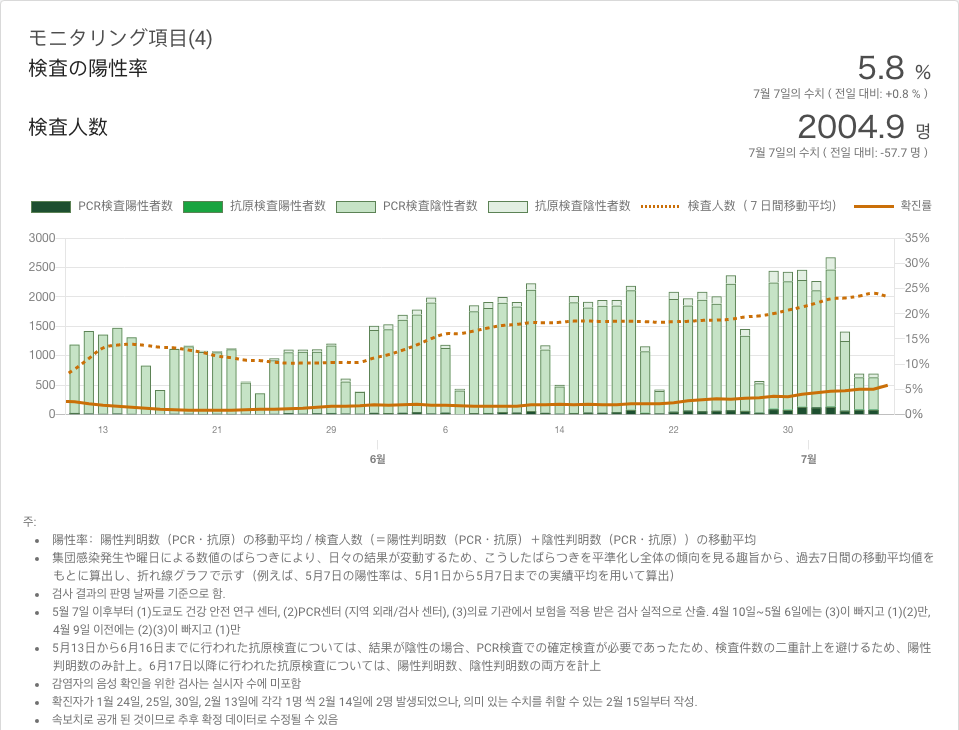 モニタリング項目(4)
検査の陽性率
5.8 %
7월 7일의 수치 ( 전일 대비: +0.8 % )
検査人数
2004.9 명
7월 7일의 수치 ( 전일 대비: -57.7 명 )
PCR検査陽性者数 抗原検査陽性者数 PCR検査陰性者数 抗原検査陰性者数 検査人数（７日間移動平均） 확진률
3000 35%
30%
2500
25%
2000
20%
1500
15%
1000
10%
500
5%
0 0%
13 21 29 6 14 22 30
6월 7월
주:
陽性率：陽性判明数（PCR・抗原）の移動平均 / 検査人数（＝陽性判明数（PCR・抗原）＋陰性判明数（PCR・抗原））の移動平均
集団感染発生や曜日による数値のばらつきにより、日々の結果が変動するため、こうしたばらつきを平準化し全体の傾向を見る趣旨から、過去7日間の移動平均値を
もとに算出し、折れ線グラフで示す（例えば、5月7日の陽性率は、5月1日から5月7日までの実績平均を用いて算出）
검사 결과의 판명 날짜를 기준으로 함.
5월 7일 이후부터 (1)도쿄도 건강 안전 연구 센터, (2)PCR센터 (지역 외래/검사 센터), (3)의료 기관에서 보험을 적용 받은 검사 실적으로 산출. 4월 10일~5월 6일에는 (3)이 빠지고 (1)(2)만,
4월 9일 이전에는 (2)(3)이 빠지고 (1)만
5月13日から6月16日までに行われた抗原検査については、結果が陰性の場合、PCR検査での確定検査が必要であったため、検査件数の二重計上を避けるため、陽性
判明数のみ計上。6月17日以降に行われた抗原検査については、陽性判明数、陰性判明数の両方を計上
감염자의 음성 확인을 위한 검사는 실시자 수에 미포함
확진자가 1월 24일, 25일, 30일, 2월 13일에 각각 1명 씩 2월 14일에 2명 발생되었으나, 의미 있는 수치를 취할 수 있는 2월 15일부터 작성.
속보치로 공개 된 것이므로 추후 확정 데이터로 수정될 수 있음